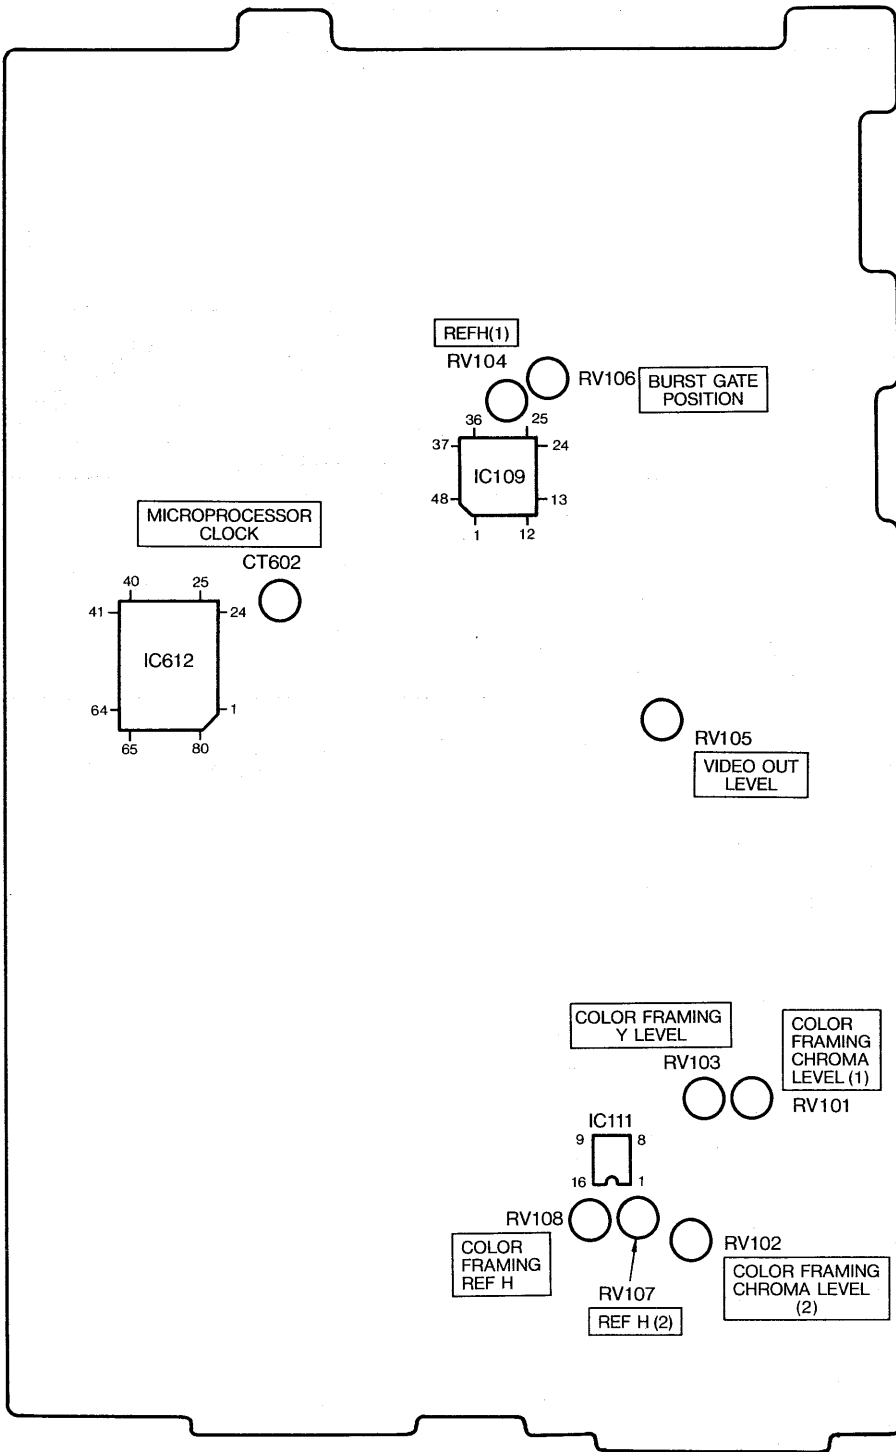 REFH(1)
RV104
RV106
BURST GATE
POSITION
36
25
37
24
IC109
48
13
1
12
MICROPROCESSOR
CLOCK
CT602
40
25
41
24
IC612
64
1
65
80
RV105
VIDEO OUT
LEVEL
COLOR FRAMING
Y LEVEL
RV103
COLOR
FRAMING
CHROMA
LEVEL (1)
RV101
IC111
9
8
16
1
RV108
COLOR
FRAMING
REF H
RV107
REF H (2)
RV102
COLOR FRAMING
CHROMA LEVEL
(2)